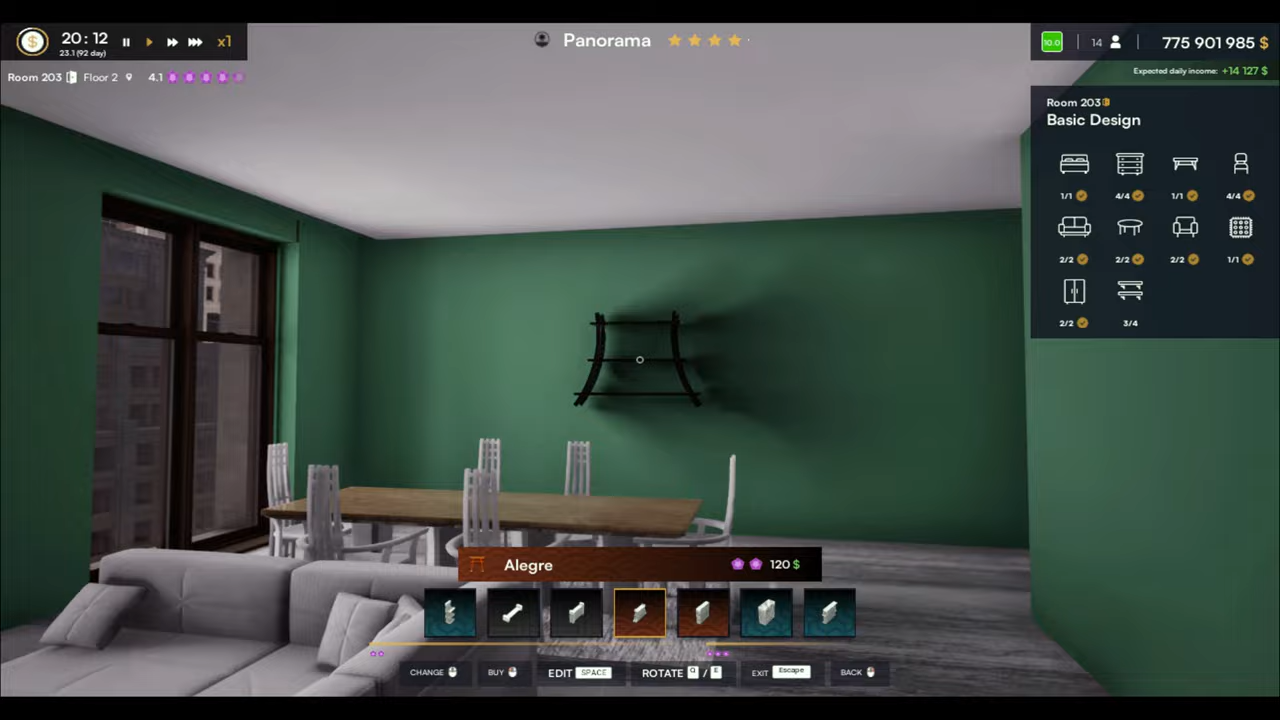 $ 20:12 x1
23.1 (92 day)
Room 203 Floor 2 4.1
Panorama
10.0 14 775 901 985 $
Expected daily income: +14 127 $
Room 203
Basic Design
1/1 4/4 1/1 4/4
2/2 2/2 2/2 1/1
2/2 3/4
Alegre 120 $
CHANGE BUY EDIT SPACE ROTATE Q / E EXIT Escape BACK